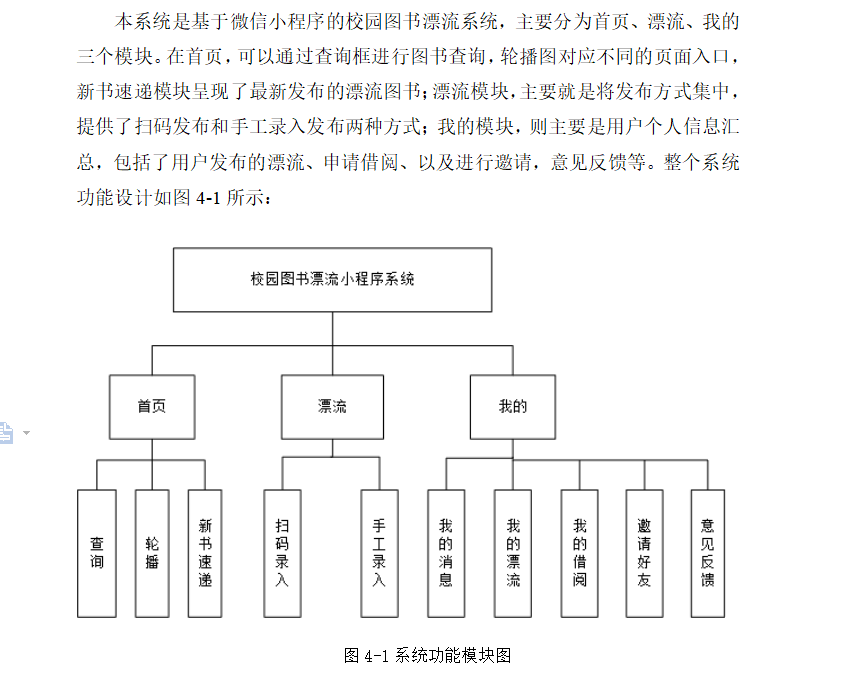 本系统是基于微信小程序的校园图书漂流系统，主要分为首页、漂流、我的
三个模块。在首页，可以通过查询框进行图书查询，轮播图对应不同的页面入口，
新书速递模块呈现了最新发布的漂流图书；漂流模块，主要就是将发布方式集中，
提供了扫码发布和手工录入发布两种方式；我的模块，则主要是用户个人信息汇
总，包括了用户发布的漂流、申请借阅、以及进行邀请，意见反馈等。整个系统
功能设计如图 4-1 所示：
校园图书漂流小程序系统
首页
漂流
我的
查询
轮播
新书速递
扫码录入
手工录入
我的消息
我的漂流
我的借阅
邀请好友
意见反馈
图 4-1 系统功能模块图